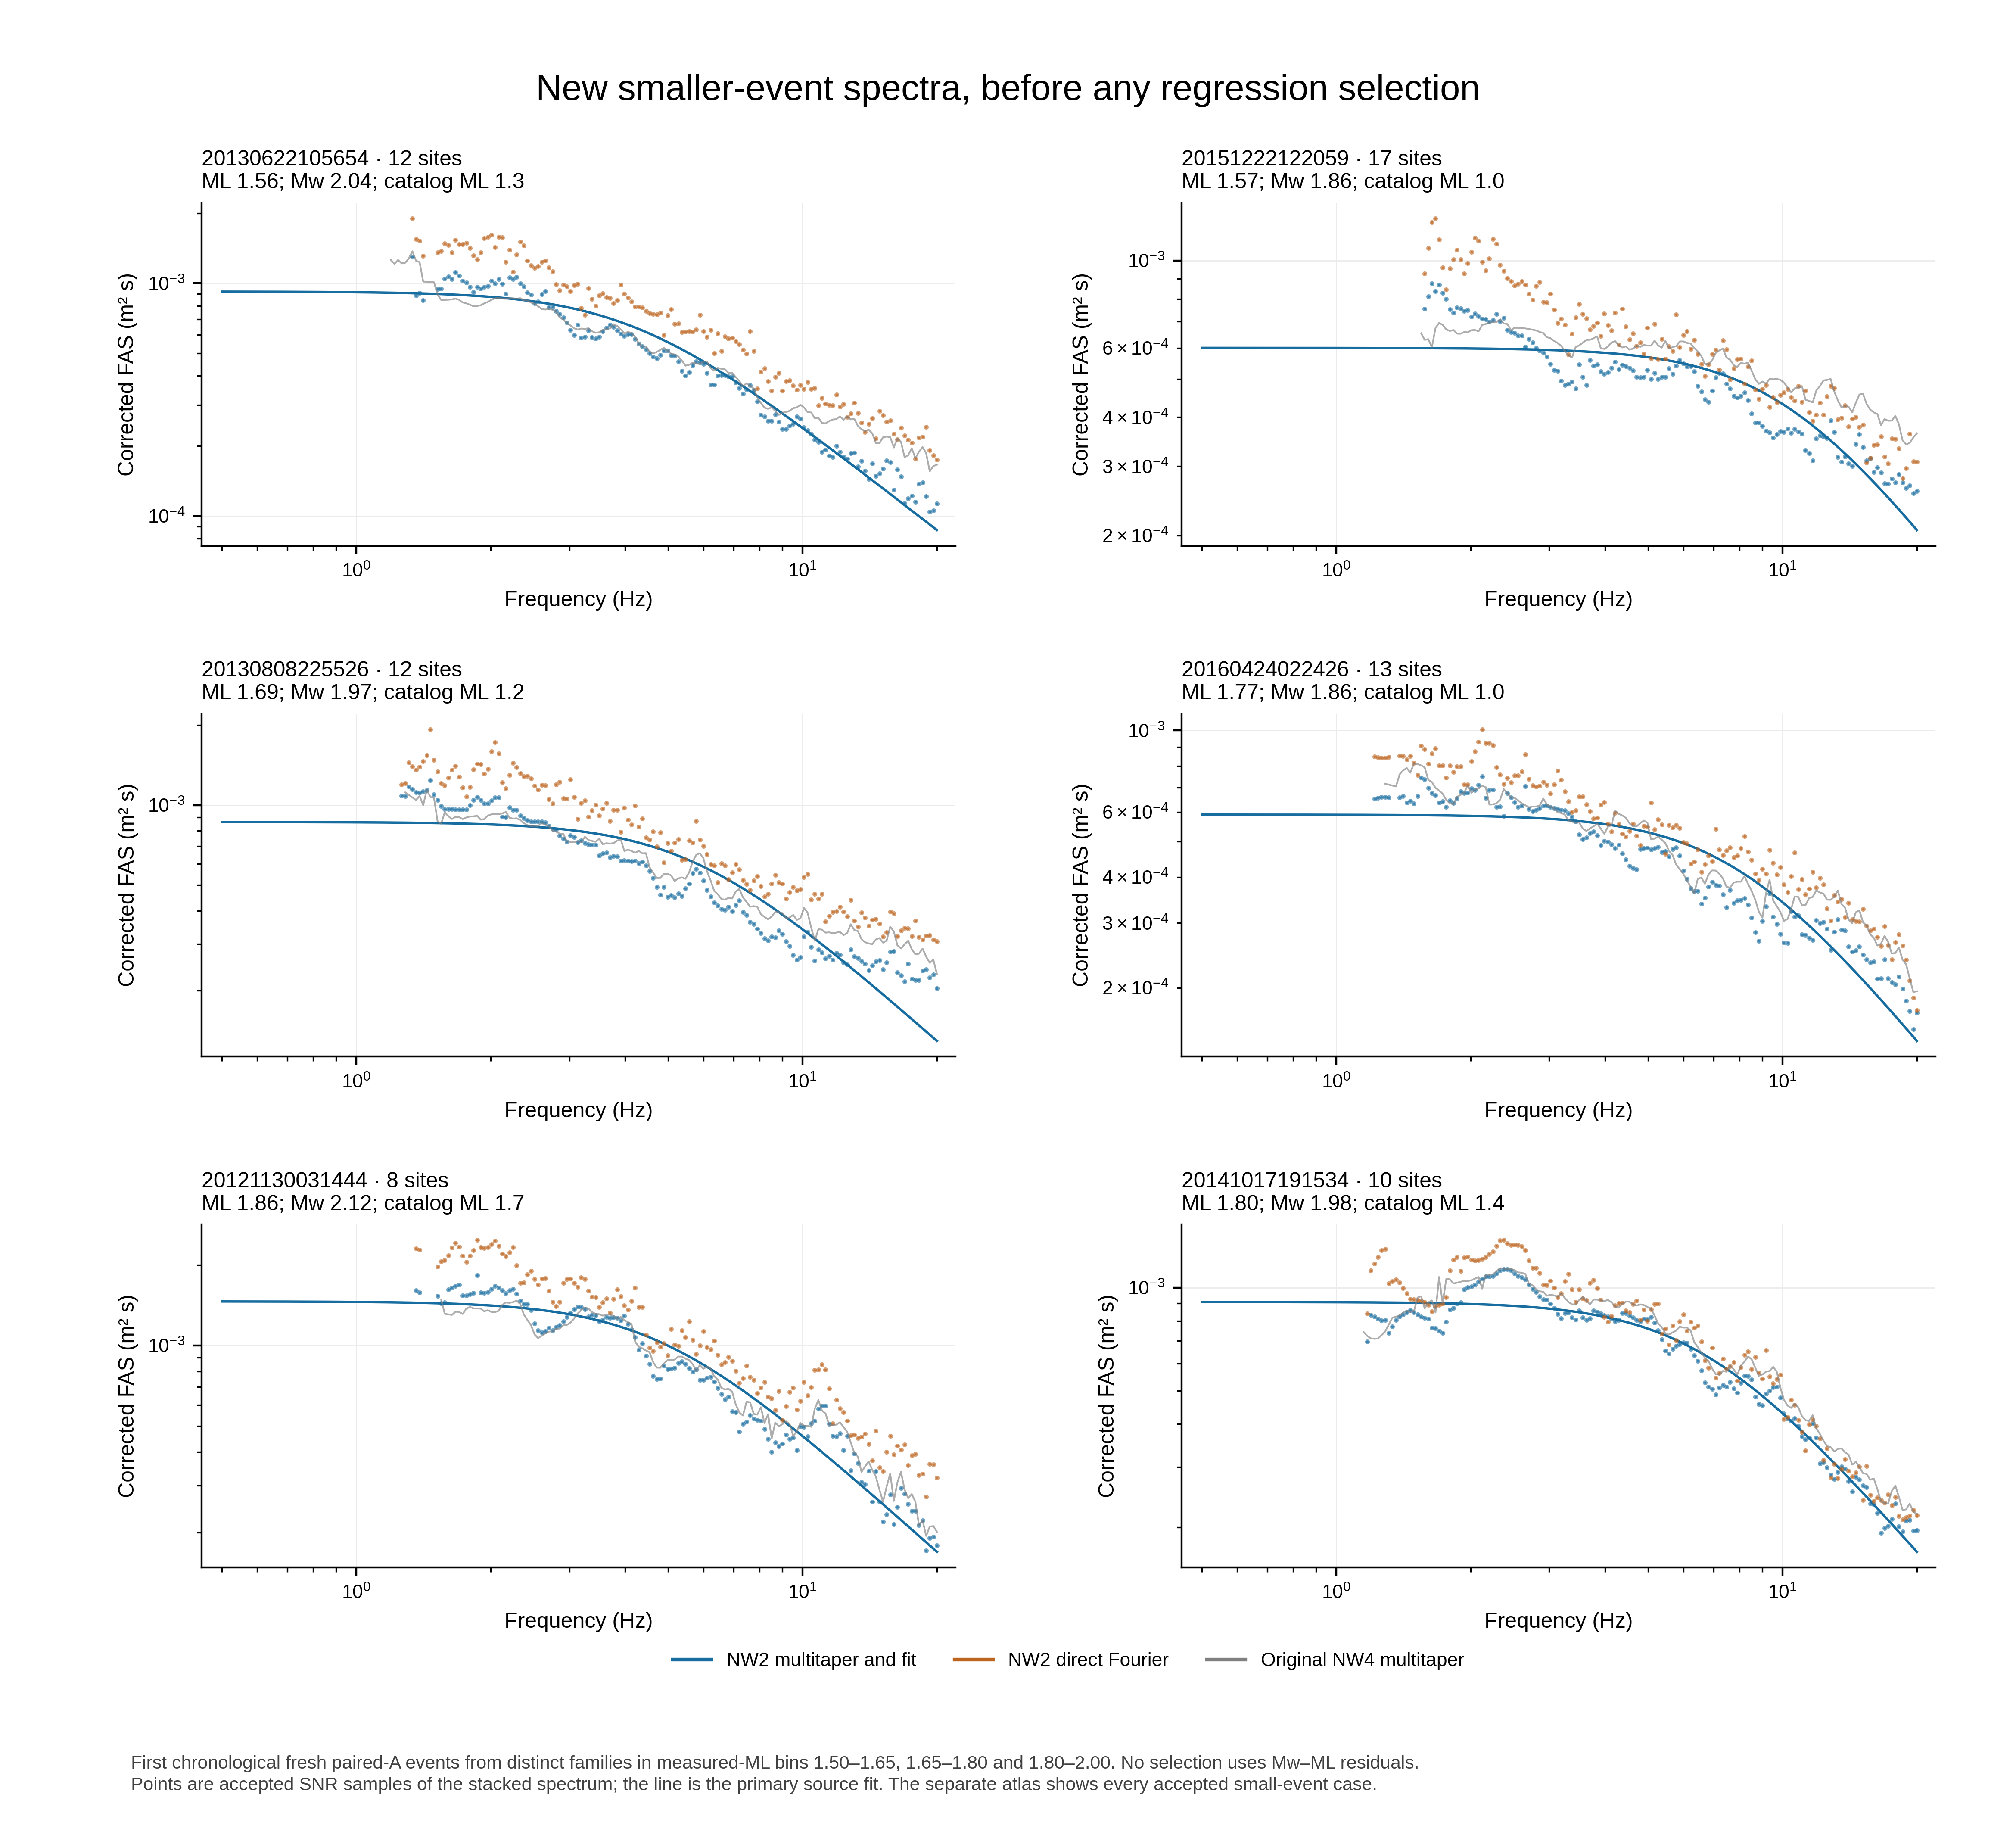 New smaller-event spectra, before any regression selection
20130622105654 · 12 sites
ML 1.56; Mw 2.04; catalog ML 1.3
Corrected FAS (m² s)
10⁻³
10⁻⁴
10⁰
10¹
Frequency (Hz)
20151222122059 · 17 sites
ML 1.57; Mw 1.86; catalog ML 1.0
Corrected FAS (m² s)
10⁻³
6 × 10⁻⁴
4 × 10⁻⁴
3 × 10⁻⁴
2 × 10⁻⁴
10⁰
10¹
Frequency (Hz)
20130808225526 · 12 sites
ML 1.69; Mw 1.97; catalog ML 1.2
Corrected FAS (m² s)
10⁻³
10⁰
10¹
Frequency (Hz)
20160424022426 · 13 sites
ML 1.77; Mw 1.86; catalog ML 1.0
Corrected FAS (m² s)
10⁻³
6 × 10⁻⁴
4 × 10⁻⁴
3 × 10⁻⁴
2 × 10⁻⁴
10⁰
10¹
Frequency (Hz)
20121130031444 · 8 sites
ML 1.86; Mw 2.12; catalog ML 1.7
Corrected FAS (m² s)
10⁻³
10⁰
10¹
Frequency (Hz)
20141017191534 · 10 sites
ML 1.80; Mw 1.98; catalog ML 1.4
Corrected FAS (m² s)
10⁻³
10⁰
10¹
Frequency (Hz)
NW2 multitaper and fit
NW2 direct Fourier
Original NW4 multitaper
First chronological fresh paired-A events from distinct families in measured-ML bins 1.50–1.65, 1.65–1.80 and 1.80–2.00. No selection uses Mw–ML residuals.
Points are accepted SNR samples of the stacked spectrum; the line is the primary source fit. The separate atlas shows every accepted small-event case.